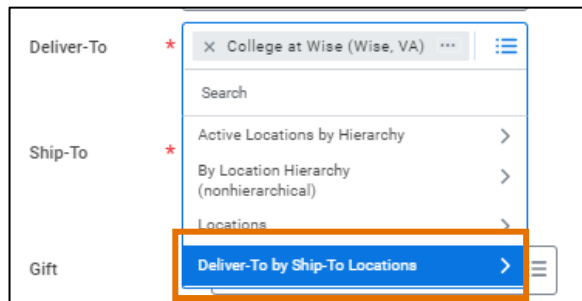 Deliver-To *
× College at Wise (Wise, VA) ···
Search
Active Locations by Hierarchy
Ship-To *
By Location Hierarchy
(nonhierarchical)
Locations
Gift
Deliver-To by Ship-To Locations